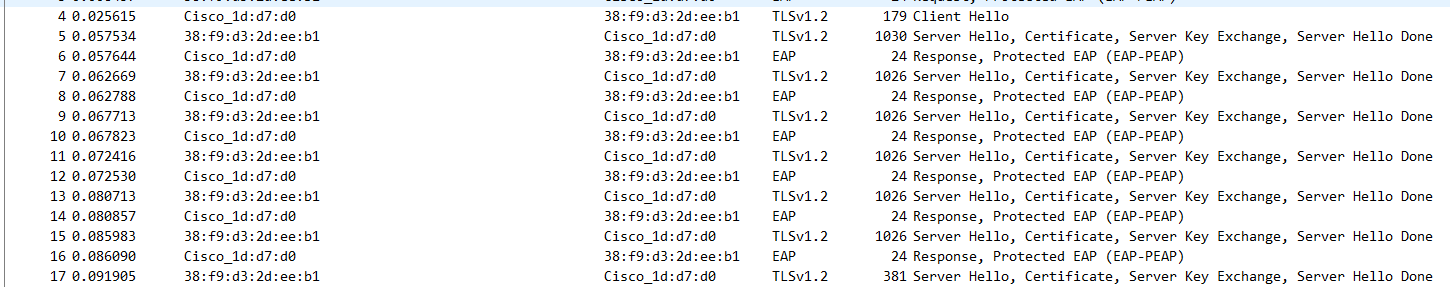 4 0.025615 Cisco_1d:d7:d0 38:f9:d3:2d:ee:b1 TLSv1.2 179 Client Hello
5 0.057534 38:f9:d3:2d:ee:b1 Cisco_1d:d7:d0 TLSv1.2 1030 Server Hello, Certificate, Server Key Exchange, Server Hello Done
6 0.057644 Cisco_1d:d7:d0 38:f9:d3:2d:ee:b1 EAP 24 Response, Protected EAP (EAP-PEAP)
7 0.062669 38:f9:d3:2d:ee:b1 Cisco_1d:d7:d0 TLSv1.2 1026 Server Hello, Certificate, Server Key Exchange, Server Hello Done
8 0.062788 Cisco_1d:d7:d0 38:f9:d3:2d:ee:b1 EAP 24 Response, Protected EAP (EAP-PEAP)
9 0.067713 38:f9:d3:2d:ee:b1 Cisco_1d:d7:d0 TLSv1.2 1026 Server Hello, Certificate, Server Key Exchange, Server Hello Done
10 0.067823 Cisco_1d:d7:d0 38:f9:d3:2d:ee:b1 EAP 24 Response, Protected EAP (EAP-PEAP)
11 0.072416 38:f9:d3:2d:ee:b1 Cisco_1d:d7:d0 TLSv1.2 1026 Server Hello, Certificate, Server Key Exchange, Server Hello Done
12 0.072530 Cisco_1d:d7:d0 38:f9:d3:2d:ee:b1 EAP 24 Response, Protected EAP (EAP-PEAP)
13 0.080713 38:f9:d3:2d:ee:b1 Cisco_1d:d7:d0 TLSv1.2 1026 Server Hello, Certificate, Server Key Exchange, Server Hello Done
14 0.080857 Cisco_1d:d7:d0 38:f9:d3:2d:ee:b1 EAP 24 Response, Protected EAP (EAP-PEAP)
15 0.085983 38:f9:d3:2d:ee:b1 Cisco_1d:d7:d0 TLSv1.2 1026 Server Hello, Certificate, Server Key Exchange, Server Hello Done
16 0.086090 Cisco_1d:d7:d0 38:f9:d3:2d:ee:b1 EAP 24 Response, Protected EAP (EAP-PEAP)
17 0.091905 38:f9:d3:2d:ee:b1 Cisco_1d:d7:d0 TLSv1.2 381 Server Hello, Certificate, Server Key Exchange, Server Hello Done